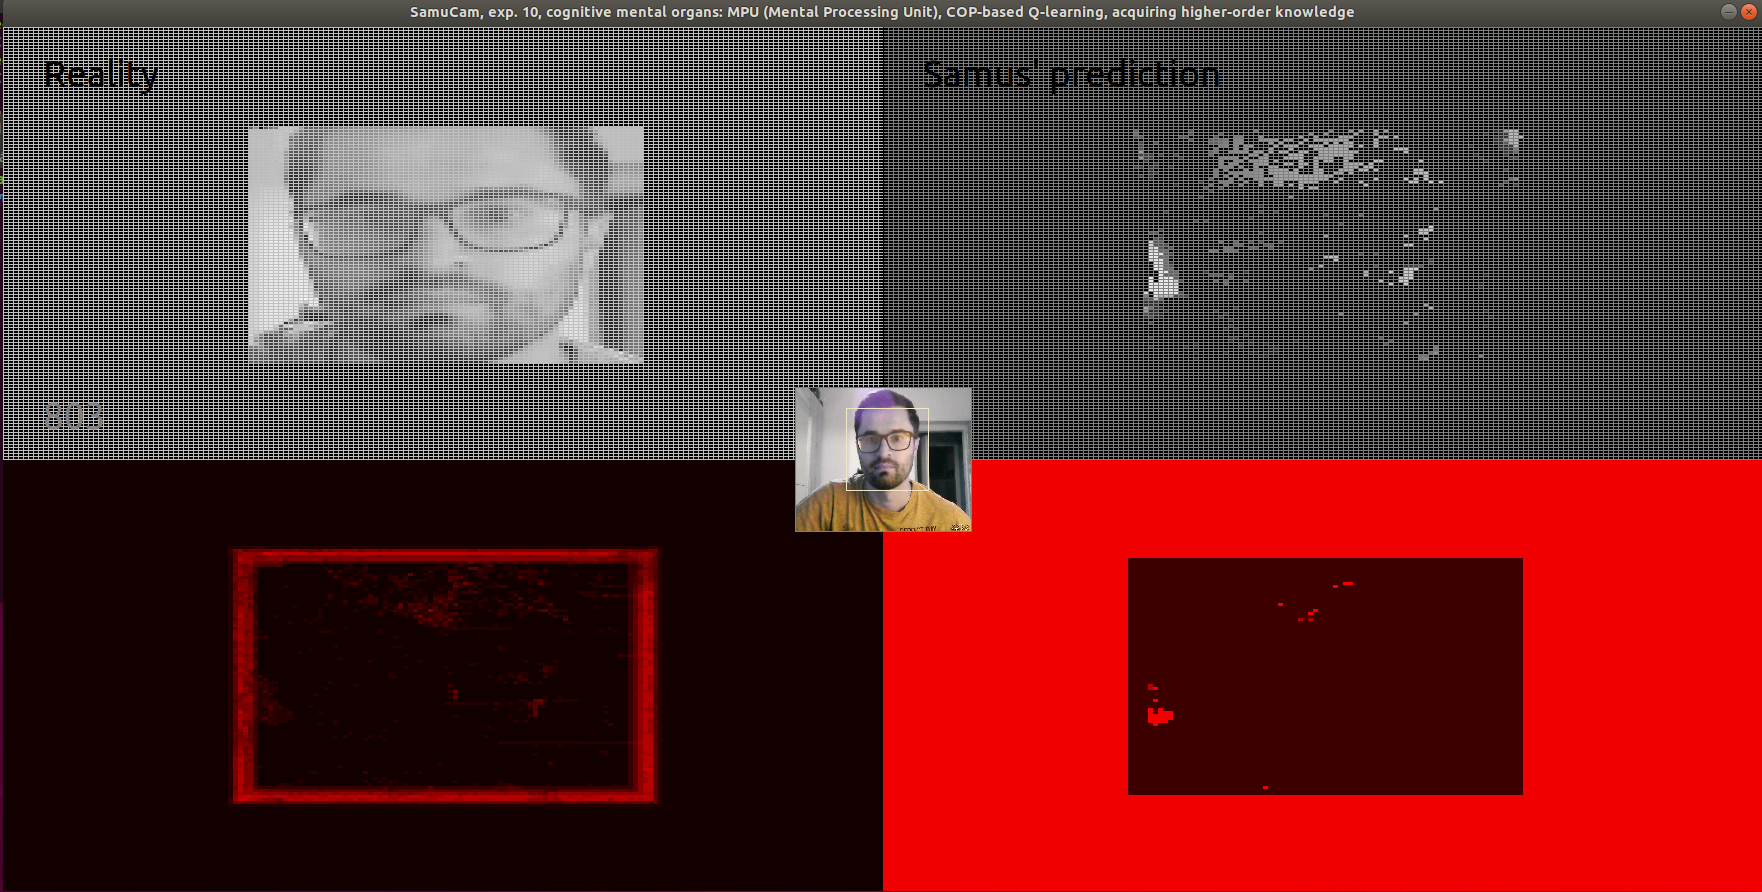 SamuCam, exp. 10, cognitive mental organs: MPU (Mental Processing Unit), COP-based Q-learning, acquiring higher-order knowledge
Reality
Samus' prediction
803